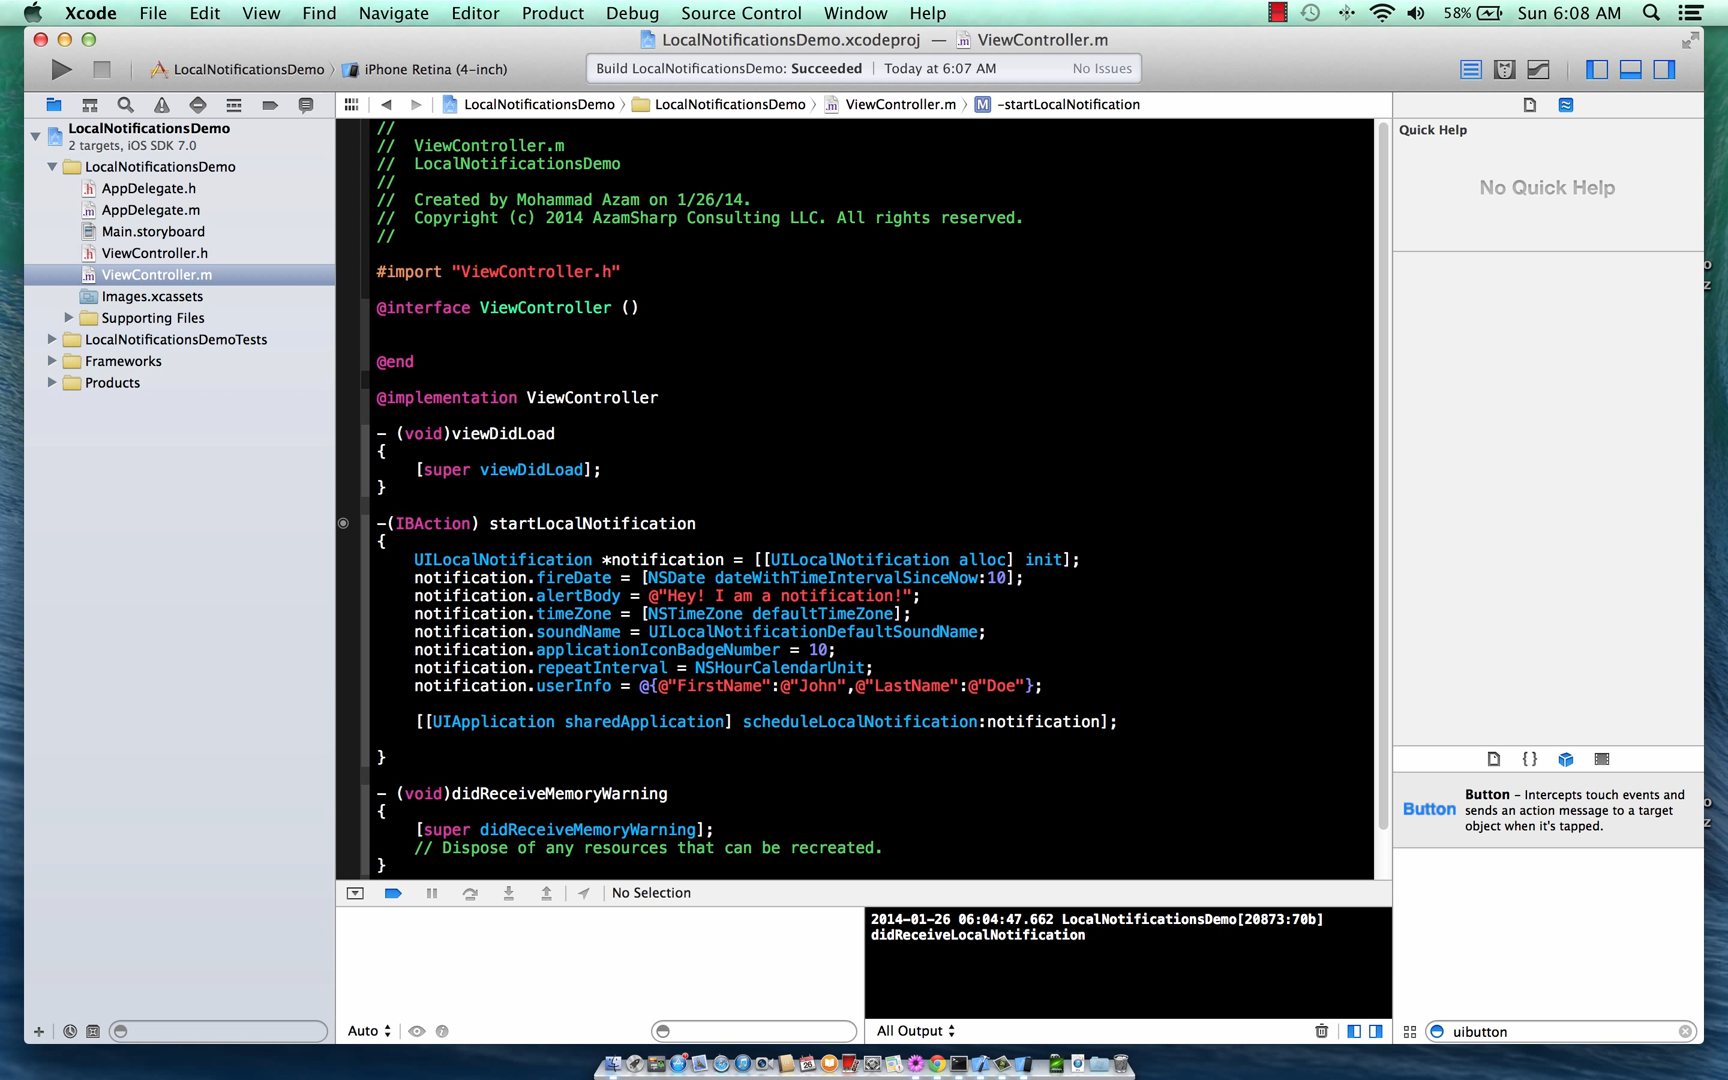 Xcode File Edit View Find Navigate Editor Product Debug Source Control Window Help 58% Sun 6:08 AM
LocalNotificationsDemo.xcodeproj — ViewController.m
LocalNotificationsDemo iPhone Retina (4-inch)
Build LocalNotificationsDemo: Succeeded | Today at 6:07 AM No Issues
LocalNotificationsDemo LocalNotificationsDemo ViewController.m M -startLocalNotification
LocalNotificationsDemo
2 targets, iOS SDK 7.0
LocalNotificationsDemo
AppDelegate.h
AppDelegate.m
Main.storyboard
ViewController.h
ViewController.m
Images.xcassets
Supporting Files
LocalNotificationsDemoTests
Frameworks
Products
//
// ViewController.m
// LocalNotificationsDemo
//
// Created by Mohammad Azam on 1/26/14.
// Copyright (c) 2014 AzamSharp Consulting LLC. All rights reserved.
//
#import "ViewController.h"
@interface ViewController ()
@end
@implementation ViewController
- (void)viewDidLoad
{
[super viewDidLoad];
}
-(IBAction) startLocalNotification
{
UILocalNotification *notification = [[UILocalNotification alloc] init];
notification.fireDate = [NSDate dateWithTimeIntervalSinceNow:10];
notification.alertBody = @"Hey! I am a notification!";
notification.timeZone = [NSTimeZone defaultTimeZone];
notification.soundName = UILocalNotificationDefaultSoundName;
notification.applicationIconBadgeNumber = 10;
notification.repeatInterval = NSHourCalendarUnit;
notification.userInfo = @{@"FirstName":@"John",@"LastName":@"Doe"};
[[UIApplication sharedApplication] scheduleLocalNotification:notification];
}
- (void)didReceiveMemoryWarning
{
[super didReceiveMemoryWarning];
// Dispose of any resources that can be recreated.
}
No Selection
2014-01-26 06:04:47.662 LocalNotificationsDemo[20873:70b]
didReceiveLocalNotification
Auto
All Output
Quick Help
No Quick Help
{ }
Button
Button – Intercepts touch events and
sends an action message to a target
object when it's tapped.
uibutton